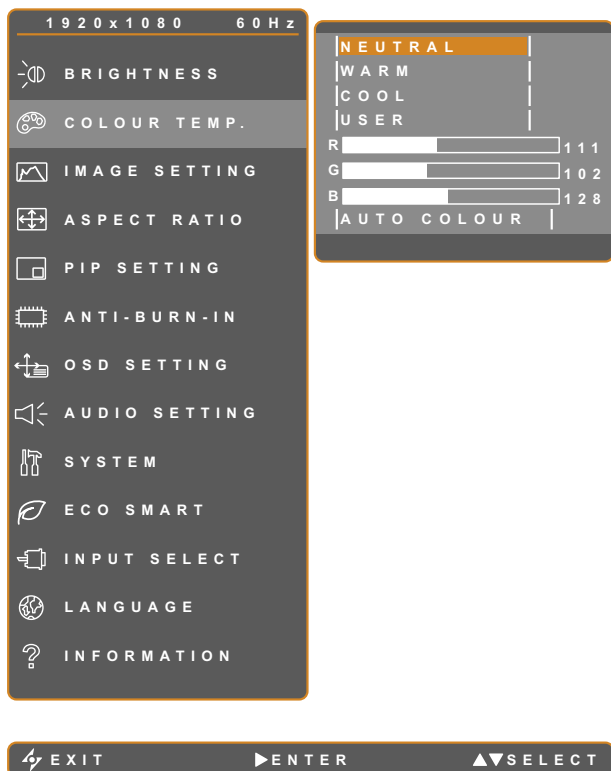 1920x1080 60Hz
BRIGHTNESS
COLOUR TEMP.
IMAGE SETTING
ASPECT RATIO
PIP SETTING
ANTI-BURN-IN
OSD SETTING
AUDIO SETTING
SYSTEM
ECO SMART
INPUT SELECT
LANGUAGE
INFORMATION
NEUTRAL
WARM
COOL
USER
R 111
G 102
B 128
AUTO COLOUR
EXIT ENTER SELECT